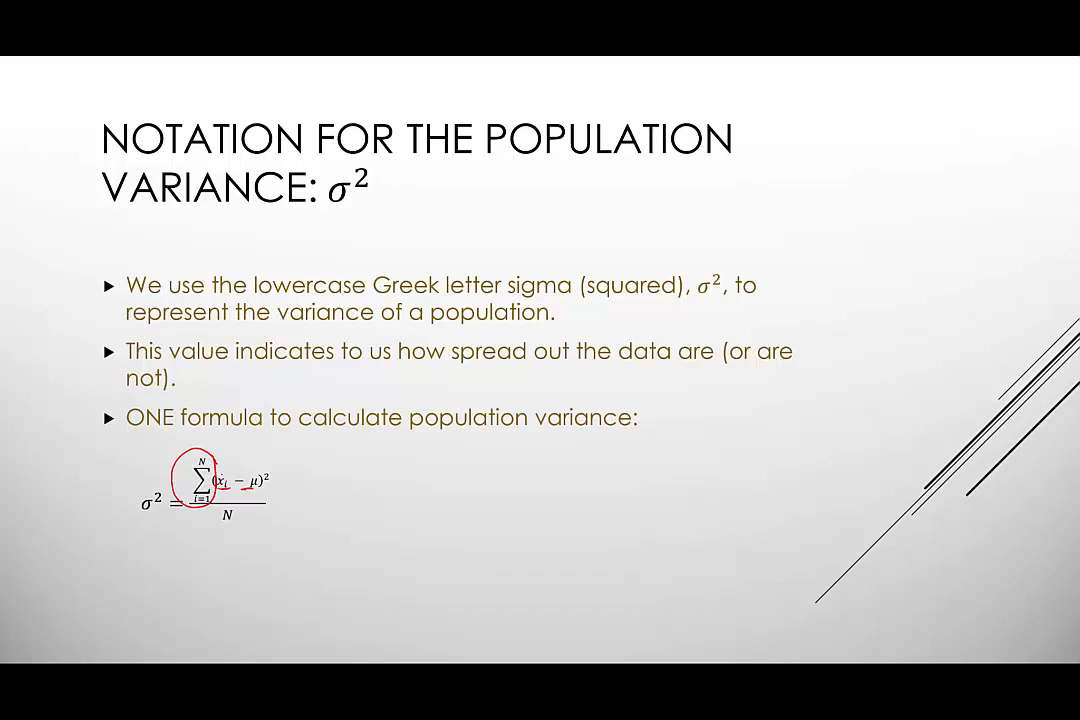 NOTATION FOR THE POPULATION
VARIANCE: σ²
We use the lowercase Greek letter sigma (squared), σ², to
represent the variance of a population.
This value indicates to us how spread out the data are (or are
not).
ONE formula to calculate population variance:
σ² = ∑_{i=1}^{N} (x_i − μ)² / N